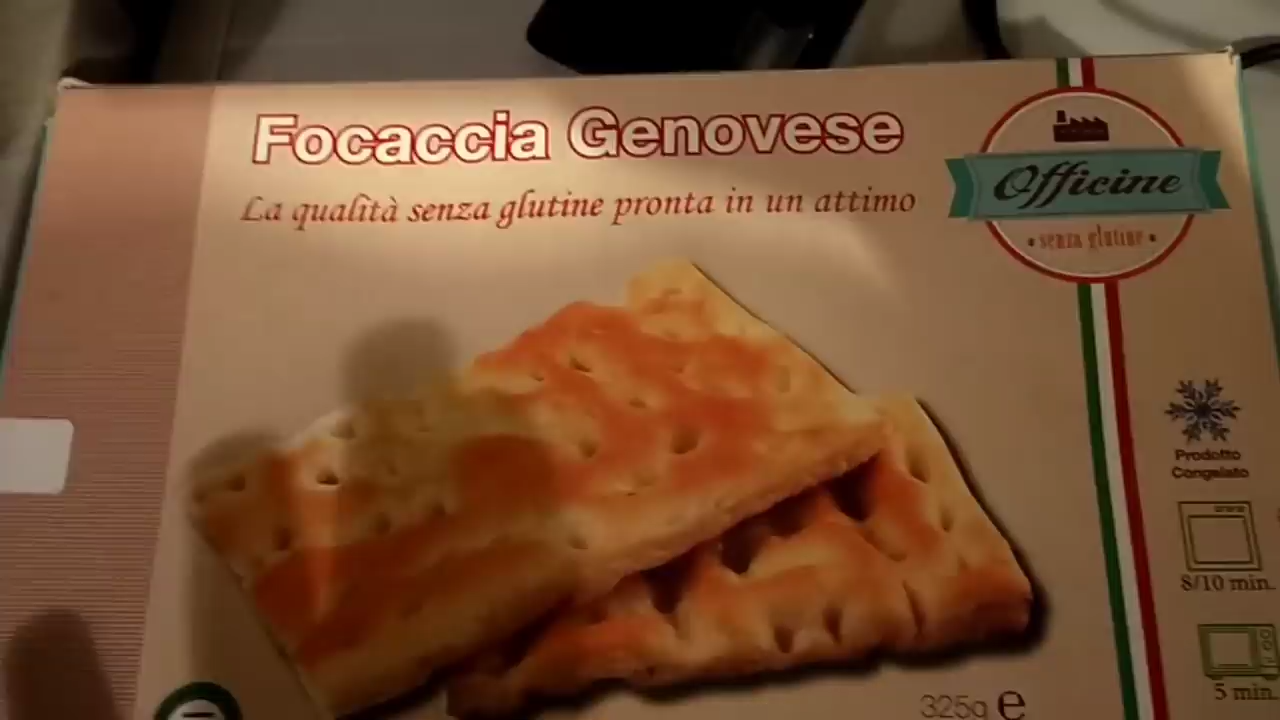 Focaccia Genovese
La qualità senza glutine pronta in un attimo
Officine
• senza glutine •
Prodotto
Congelato
8/10 min.
5 min.
325g e